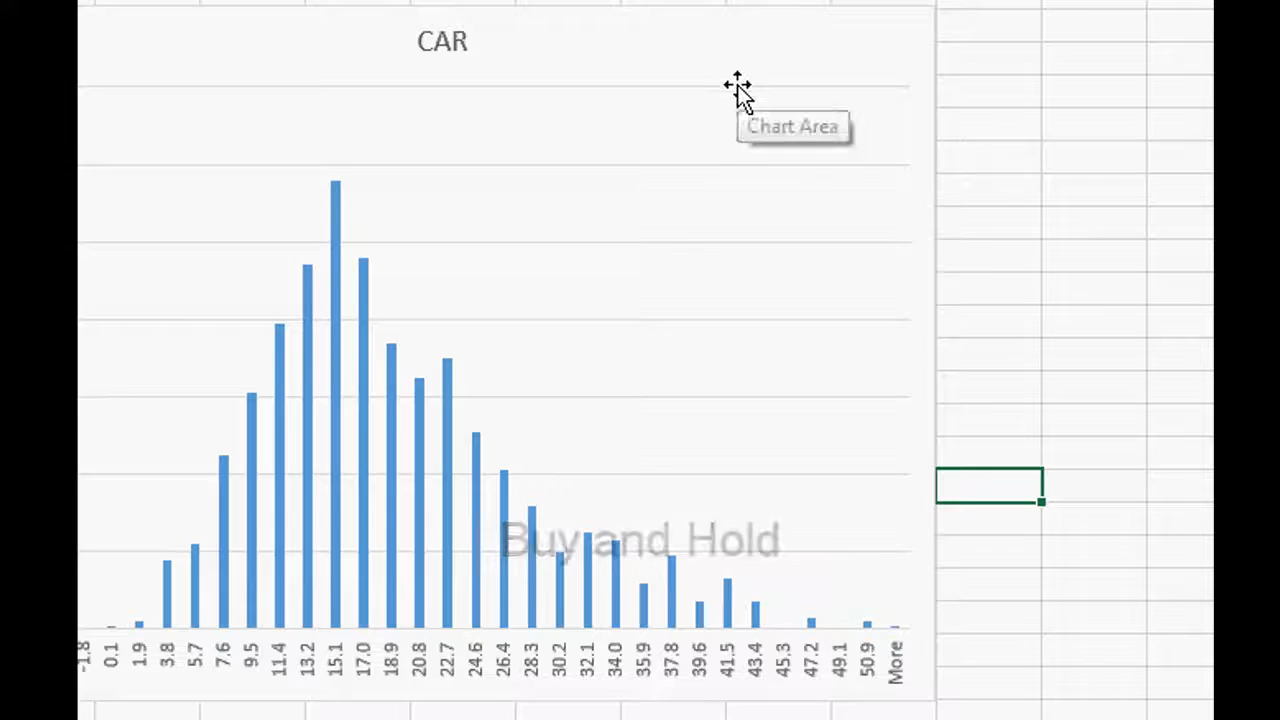 CAR
Chart Area
Buy and Hold
-1.8 0.1 1.9 3.8 5.7 7.6 9.5 11.4 13.2 15.1 17.0 18.9 20.8 22.7 24.6 26.4 28.3 30.2 32.1 34.0 35.9 37.8 39.6 41.5 43.4 45.3 47.2 49.1 50.9 More